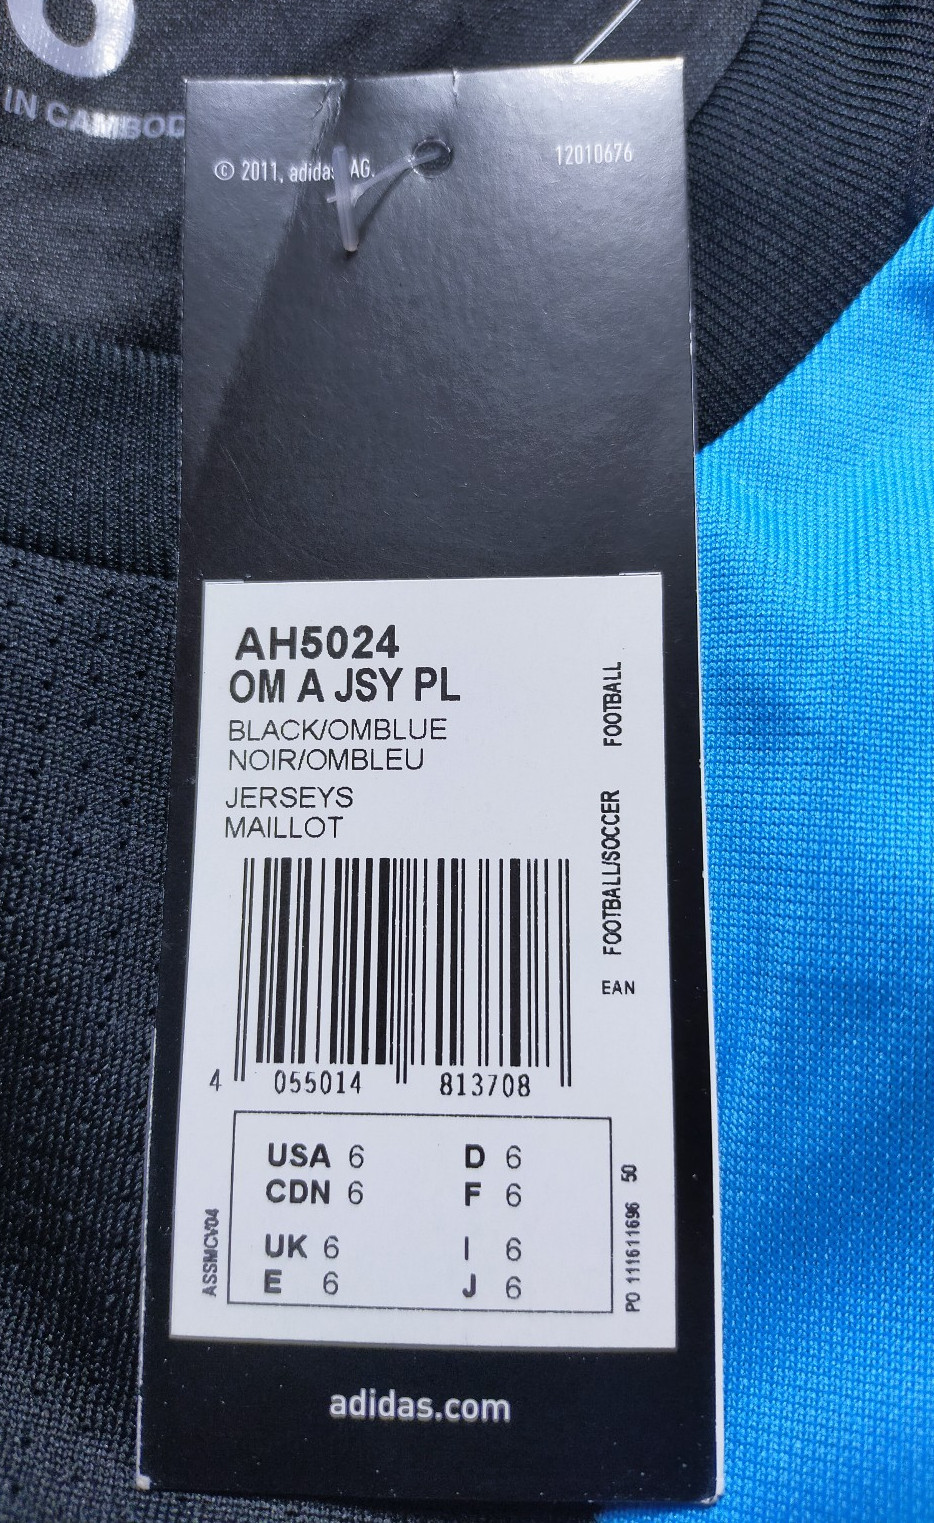 6
IN CAMBOD
© 2011, adidas AG.
12010676
AH5024
OM A JSY PL
BLACK/OMBLUE
NOIR/OMBLEU
JERSEYS
MAILLOT
FOOTBALL
FOOTBALL/SOCCER
EAN
4 055014 813708
USA 6 D 6
CDN 6 F 6
UK 6 I 6
E 6 J 6
ASSMCV04
PO 111611696 50
adidas.com